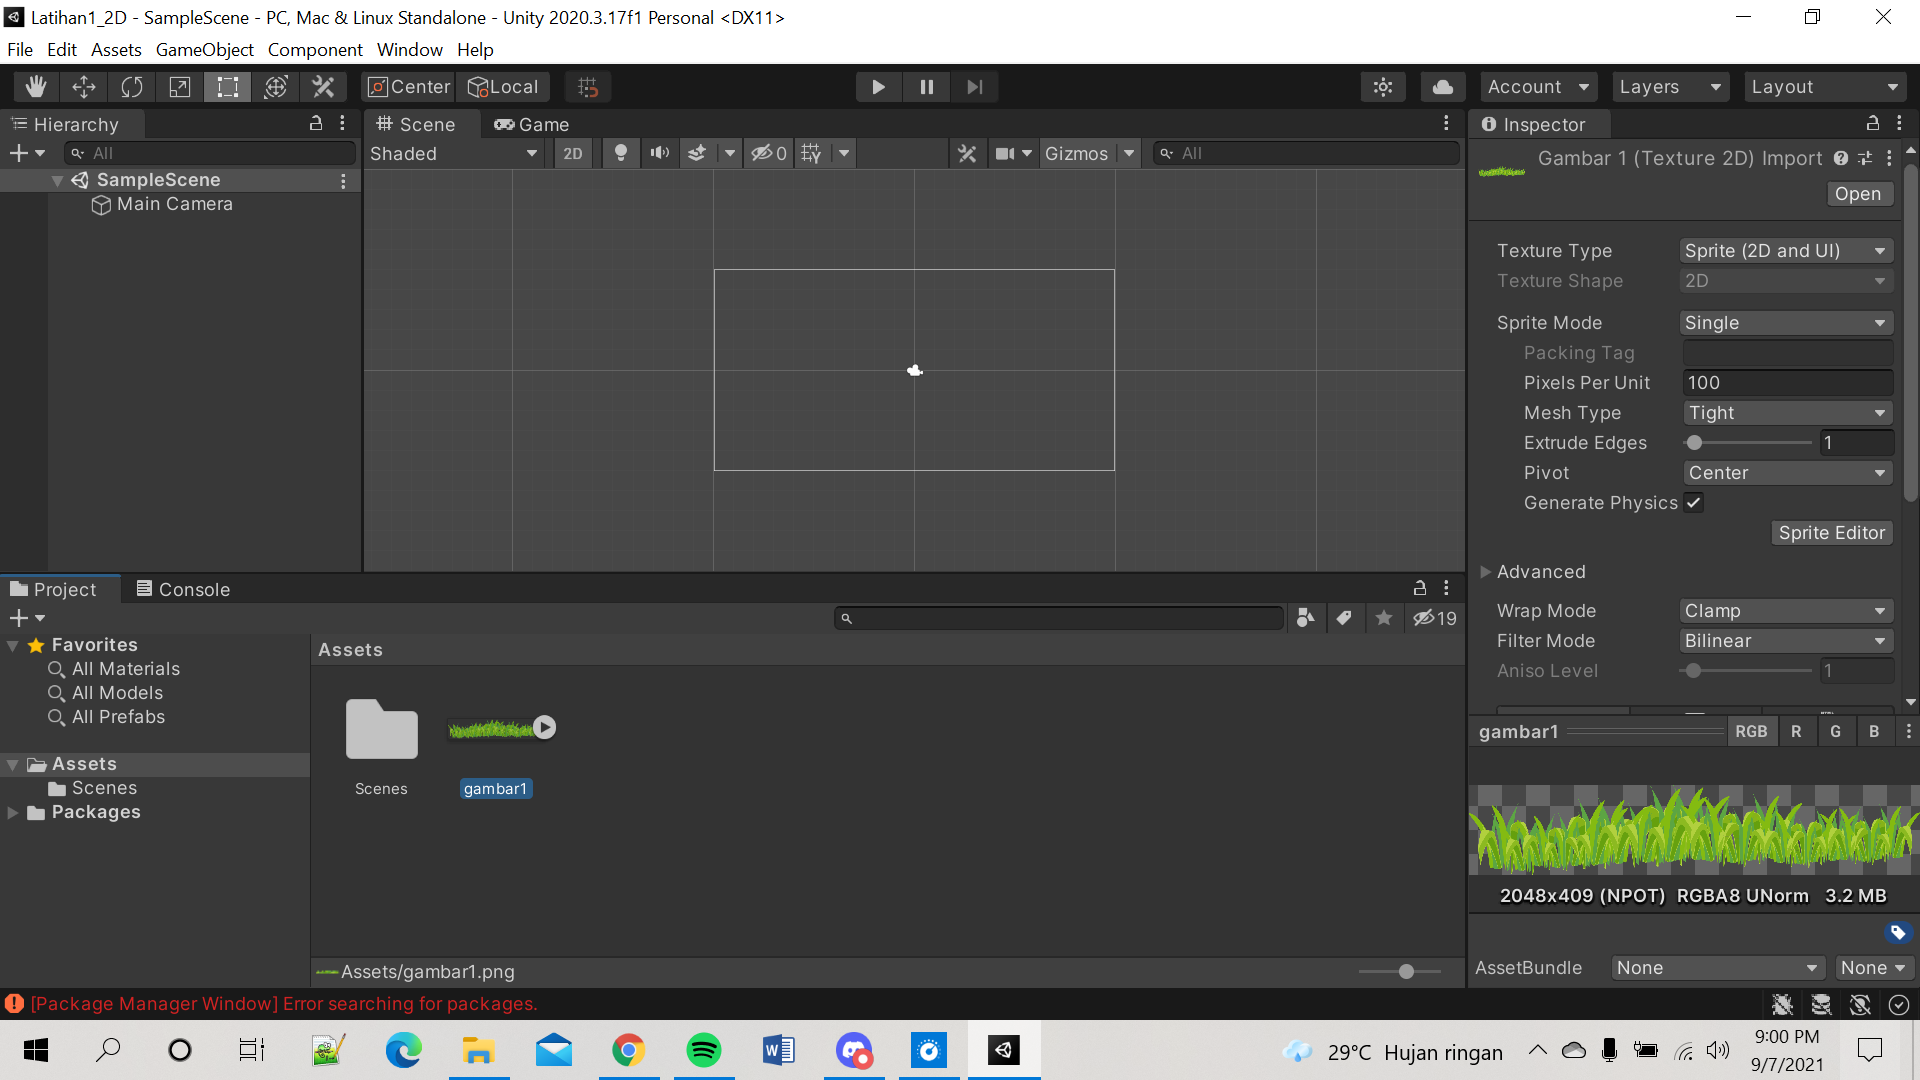 Latihan1_2D - SampleScene - PC, Mac & Linux Standalone - Unity 2020.3.17f1 Personal <DX11>
File Edit Assets GameObject Component Window Help
Center Local Account Layers Layout
Hierarchy
All
SampleScene
Main Camera
Scene Game
Shaded 2D 0 Gizmos All
Inspector
Gambar 1 (Texture 2D) Import
Open
Texture Type Sprite (2D and UI)
Texture Shape 2D
Sprite Mode Single
Packing Tag
Pixels Per Unit 100
Mesh Type Tight
Extrude Edges 1
Pivot Center
Generate Physics
Sprite Editor
Advanced
Wrap Mode Clamp
Filter Mode Bilinear
Aniso Level 1
Project Console
19
Favorites
All Materials
All Models
All Prefabs
Assets
Scenes
Packages
Assets
Scenes gambar1
Assets/gambar1.png
gambar1 RGB R G B
2048x409 (NPOT) RGBA8 UNorm 3.2 MB
AssetBundle None None
[Package Manager Window] Error searching for packages.
29°C Hujan ringan
9:00 PM
9/7/2021